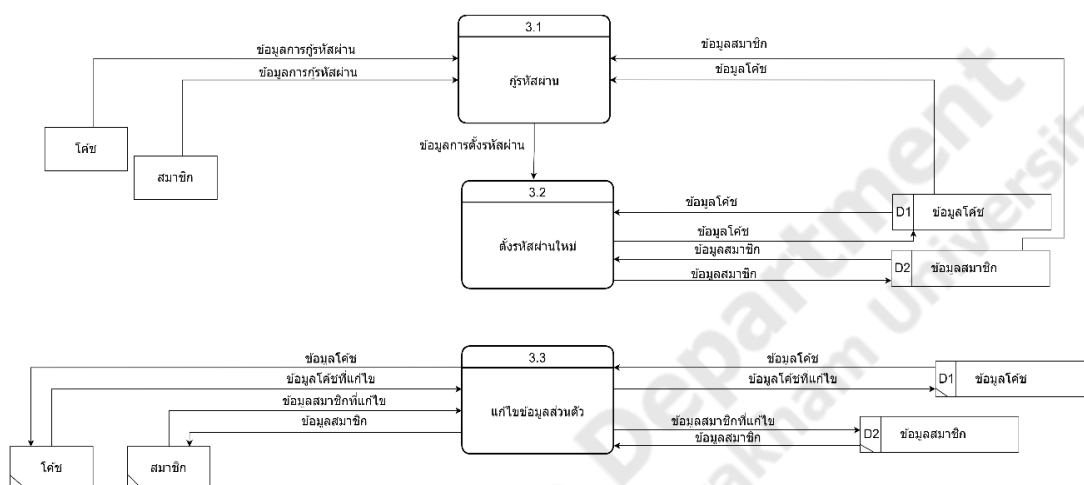 3.1
ข้อมูลสมาชิก
ข้อมูลการกู้รหัสผ่าน
ข้อมูลการกู้รหัสผ่าน
ข้อมูลโค้ช
กู้รหัสผ่าน
โค้ช
ข้อมูลการตั้งรหัสผ่าน
สมาชิก
3.2
ข้อมูลโค้ช
D1 ข้อมูลโค้ช
ข้อมูลโค้ช
ตั้งรหัสผ่านใหม่
ข้อมูลสมาชิก
D2 ข้อมูลสมาชิก
ข้อมูลสมาชิก
3.3
ข้อมูลโค้ช
ข้อมูลโค้ช
ข้อมูลโค้ชที่แก้ไข
ข้อมูลโค้ชที่แก้ไข
D1 ข้อมูลโค้ช
ข้อมูลสมาชิกที่แก้ไข
แก้ไขข้อมูลส่วนตัว
ข้อมูลสมาชิก
ข้อมูลสมาชิกที่แก้ไข
D2 ข้อมูลสมาชิก
ข้อมูลสมาชิก
โค้ช
สมาชิก
Department